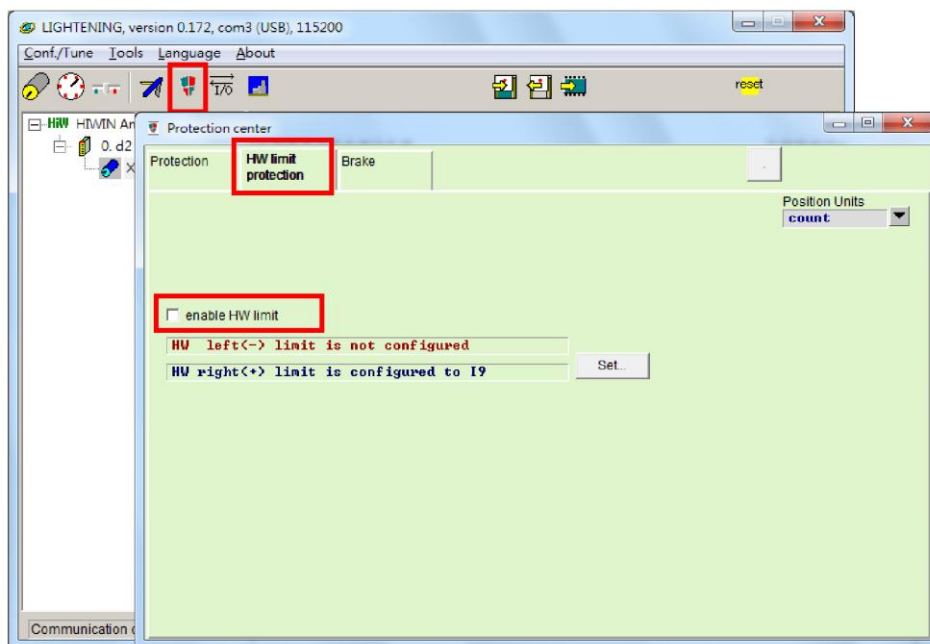 LIGHTENING, version 0.172, com3 (USB), 115200
Conf./Tune Tools Language About
I/O
reset
HiW HIWIN
Protection center
0. d2
X
Protection HW limit protection Brake
Position Units
count
enable HW limit
HW left(-) limit is not configured
HW right(+) limit is configured to I9
Set...
Communication